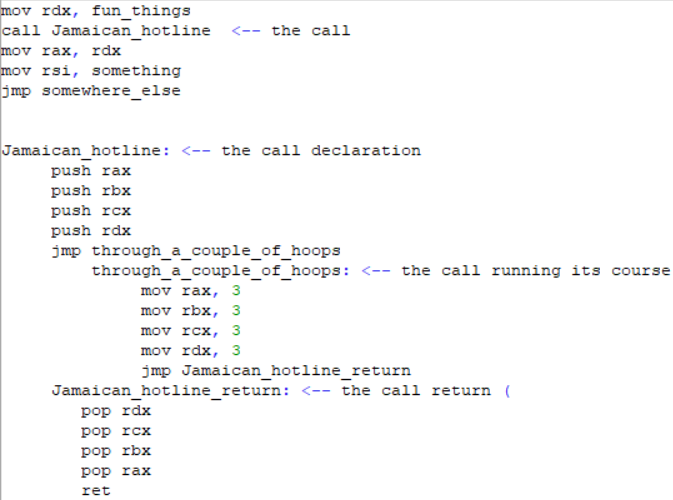 mov rdx, fun_things
call Jamaican_hotline <-- the call
mov rax, rdx
mov rsi, something
jmp somewhere_else
Jamaican_hotline: <-- the call declaration
push rax
push rbx
push rcx
push rdx
jmp through_a_couple_of_hoops
through_a_couple_of_hoops: <-- the call running its course
mov rax, 3
mov rbx, 3
mov rcx, 3
mov rdx, 3
jmp Jamaican_hotline_return
Jamaican_hotline_return: <-- the call return (
pop rdx
pop rcx
pop rbx
pop rax
ret